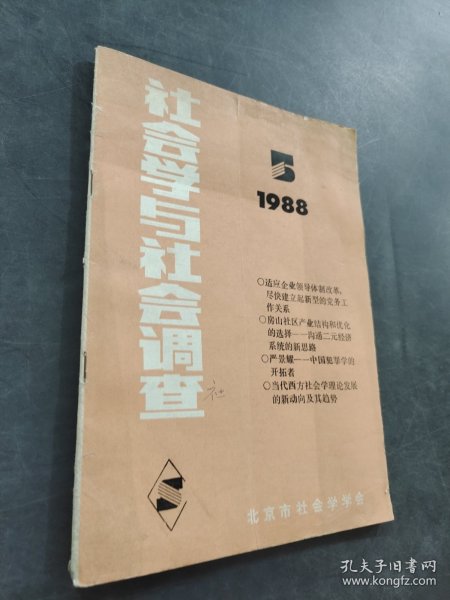 社会学与社会调查
5
1988
○适应企业领导体制改革,
尽快建立起新型的党务工
作关系
○房山社区产业结构和优化
的选择——沟通二元经济
系统的新思路
○严景耀——中国犯罪学的
开拓者
○当代西方社会学理论发展
的新动向及其趋势
社
北京市社会学学会
孔夫子旧书网
www.kongfz.com